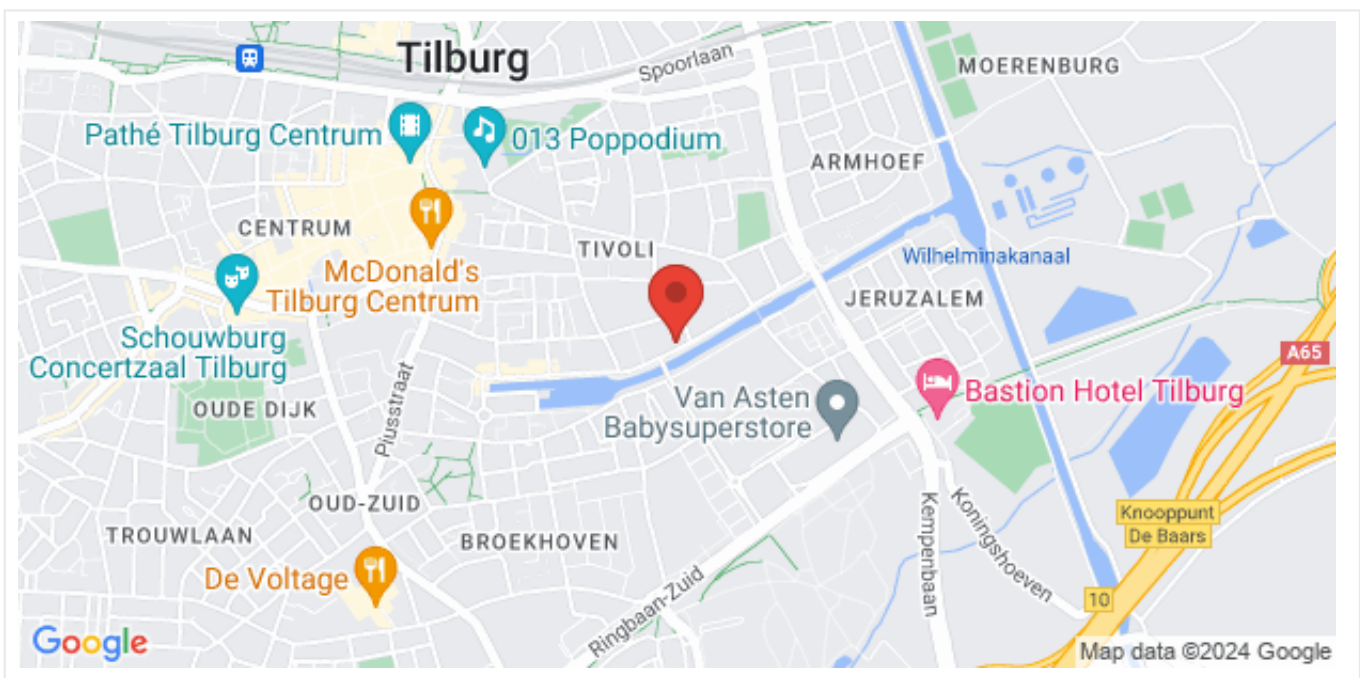 Tilburg
Spoorlaan
MOERENBURG
Pathé Tilburg Centrum
013 Poppodium
ARMHOEF
CENTRUM
TIVOLI
Wilhelminakanaal
McDonald's
Tilburg Centrum
JERUZALEM
Schouwburg
Concertzaal Tilburg
A65
Van Asten
Babysuperstore
Bastion Hotel Tilburg
OUDE DIJK
Piusstraat
OUD-ZUID
Knooppunt
De Baars
TROUWLAAN
BROEKHOVEN
Kempenbaan
Koningshoeven
De Voltage
Ringbaan-Zuid
10
Google
Map data ©2024 Google